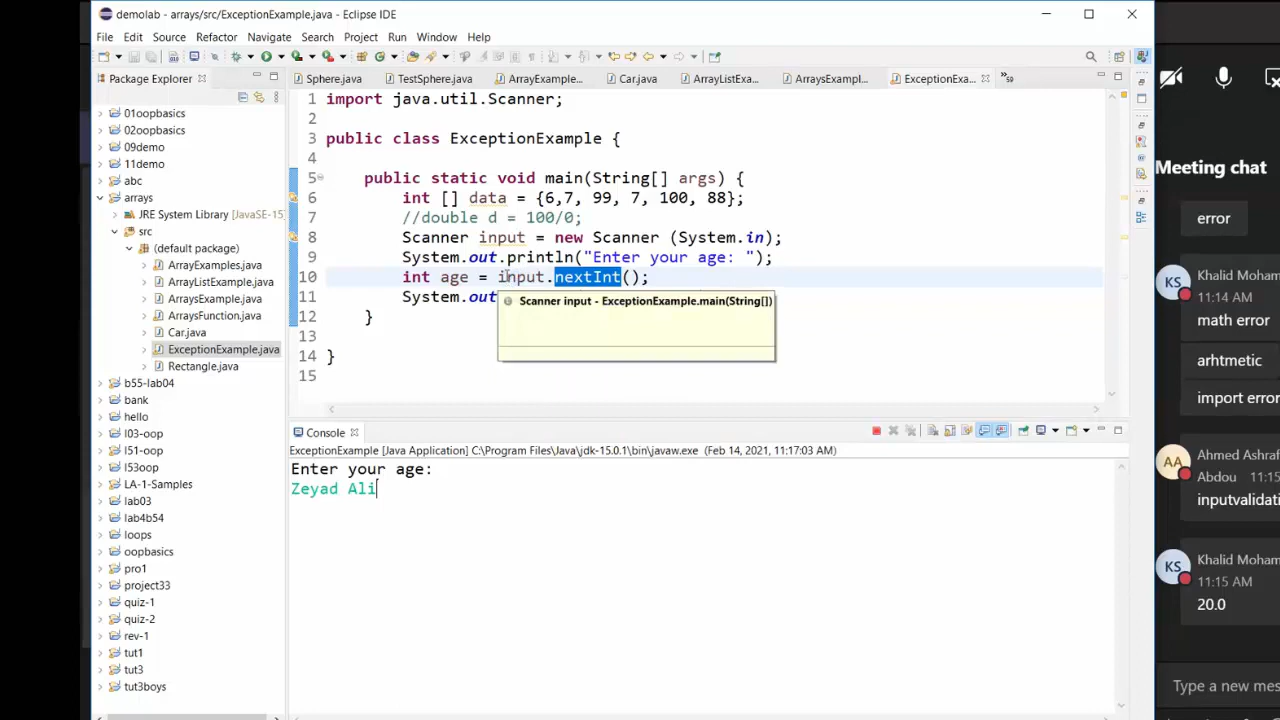 demolab - arrays/src/ExceptionExample.java - Eclipse IDE
File Edit Source Refactor Navigate Search Project Run Window Help
Package Explorer
Sphere.java TestSphere.java ArrayExample... Car.java ArrayListExa... ArraysExampl... ExceptionExa... »59
01oopbasics
02oopbasics
09demo
11demo
abc
arrays
JRE System Library [JavaSE-15]
src
(default package)
ArrayExamples.java
ArrayListExample.java
ArraysExample.java
ArraysFunction.java
Car.java
ExceptionExample.java
Rectangle.java
b55-lab04
bank
hello
l03-oop
l51-oop
l53oop
LA-1-Samples
lab03
lab4b54
loops
oopbasics
pro1
project33
quiz-1
quiz-2
rev-1
tut1
tut3
tut3boys
1 import java.util.Scanner;
2
3 public class ExceptionExample {
4
5 public static void main(String[] args) {
6 int [] data = {6,7, 99, 7, 100, 88};
7 //double d = 100/0;
8 Scanner input = new Scanner (System.in);
9 System.out.println("Enter your age: ");
10 int age = input.nextInt();
11 System.out
12 }
13
14 }
15
Scanner input - ExceptionExample.main(String[])
Console
ExceptionExample [Java Application] C:\Program Files\Java\jdk-15.0.1\bin\javaw.exe (Feb 14, 2021, 11:17:03 AM)
Enter your age:
Zeyad Ali
Meeting chat
error
KS Khalid Moham
11:14 AM
math error
arhtmetic
import error
AA Ahmed Ashraf
Abdou 11:15
inputvalidati
KS Khalid Moham
11:15 AM
20.0
Type a new mes